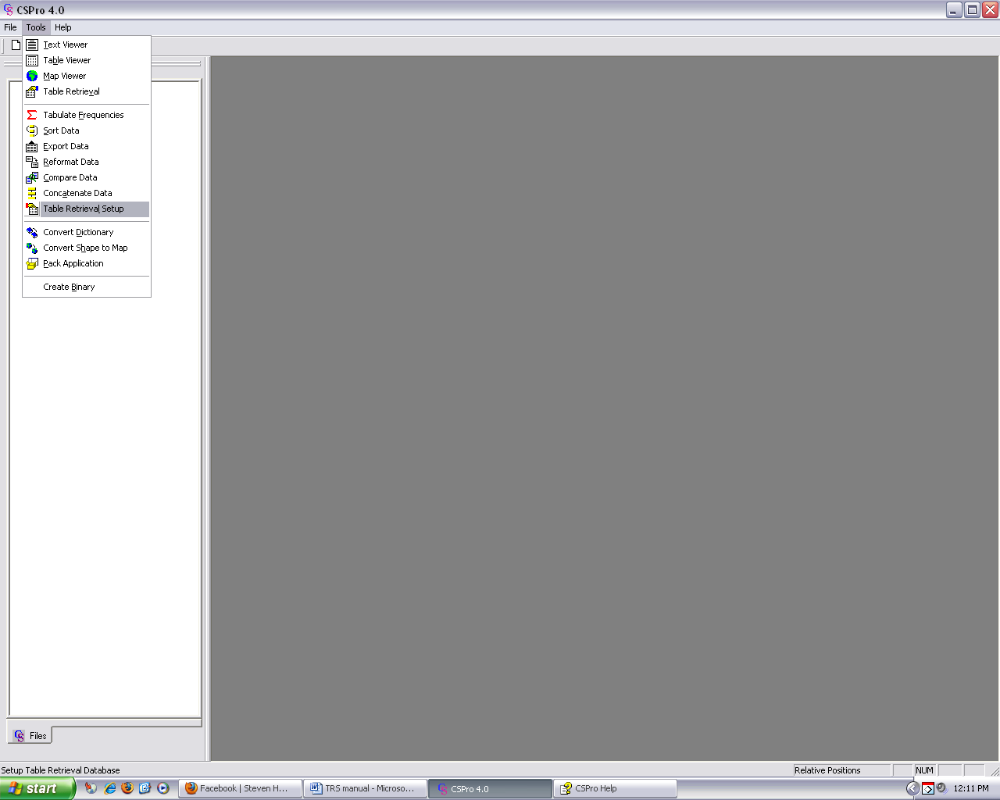 CSPro 4.0
File Tools Help
Text Viewer
Table Viewer
Map Viewer
Table Retrieval
Tabulate Frequencies
Sort Data
Export Data
Reformat Data
Compare Data
Concatenate Data
Table Retrieval Setup
Convert Dictionary
Convert Shape to Map
Pack Application
Create Binary
Files
Setup Table Retrieval Database Relative Positions NUM
start Facebook | Steven H... TRS manual - Microso... CSPro 4.0 CSPro Help 12:11 PM